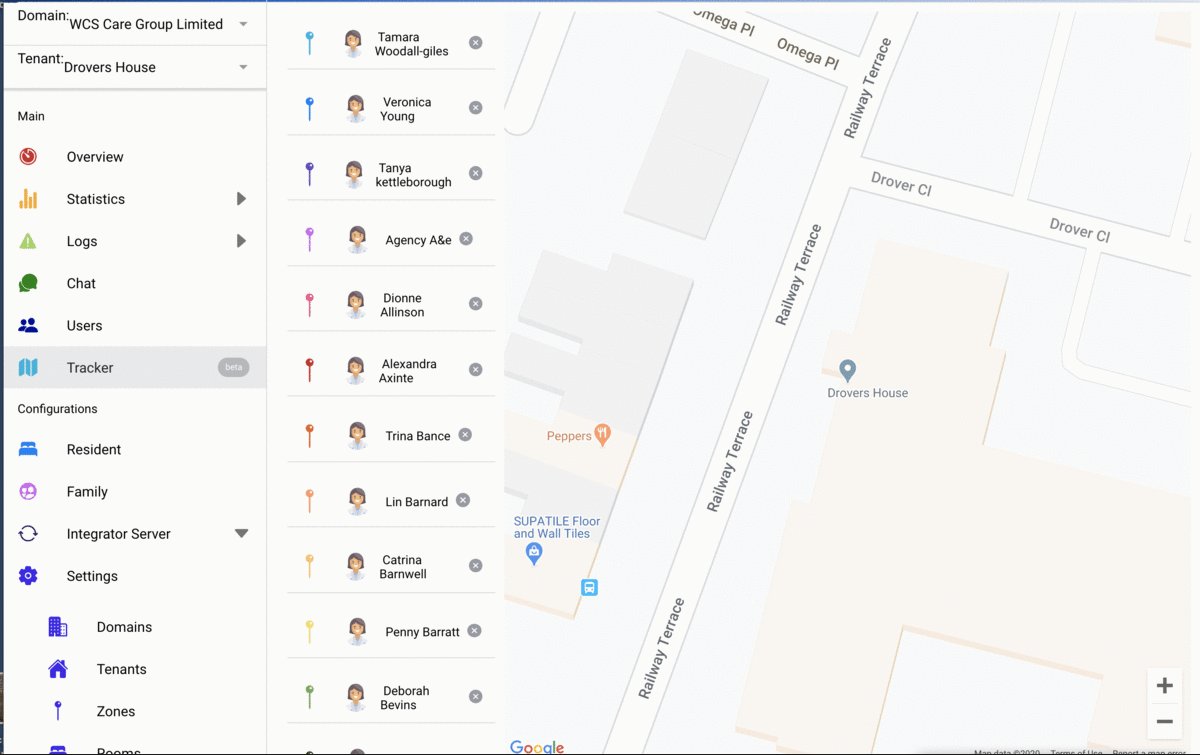 Domain:
WCS Care Group Limited
Tenant:
Drovers House
Main
Overview
Statistics
Logs
Chat
Users
Tracker
beta
Configurations
Resident
Family
Integrator Server
Settings
Domains
Tenants
Zones
Rooms
Tamara
Woodall-giles
Veronica
Young
Tanya
kettleborough
Agency A&e
Dionne
Allinson
Alexandra
Axinte
Trina Bance
Lin Barnard
Catrina
Barnwell
Penny Barratt
Deborah
Bevins
Omega Pl
Omega Pl
Railway Terrace
Drover Cl
Drover Cl
Railway Terrace
Drovers House
Peppers
Railway Terrace
SUPATILE Floor
and Wall Tiles
Railway Terrace
Google
Map data ©2020
Terms of Use
Report a map error